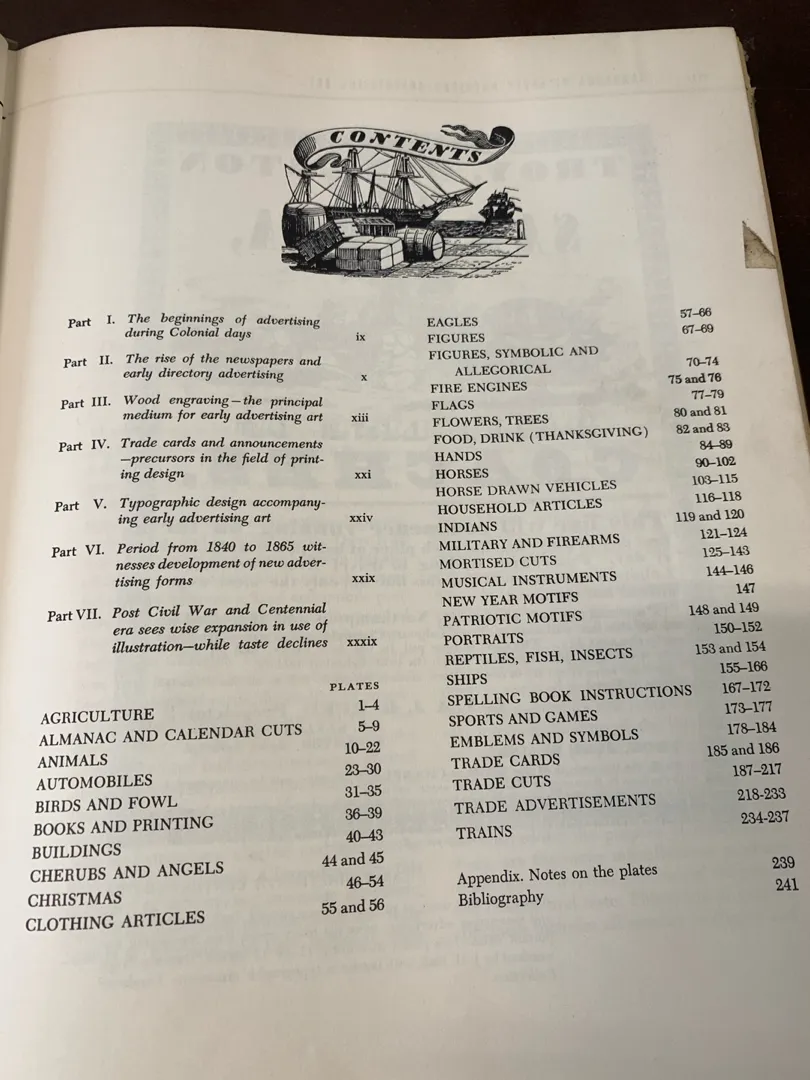 CONTENTS
Part I. The beginnings of advertising
during Colonial days ix
Part II. The rise of the newspapers and
early directory advertising x
Part III. Wood engraving—the principal
medium for early advertising art xiii
Part IV. Trade cards and announcements
—precursors in the field of print-
ing design xxi
Part V. Typographic design accompany-
ing early advertising art xxiv
Part VI. Period from 1840 to 1865 wit-
nesses development of new adver-
tising forms xxix
Part VII. Post Civil War and Centennial
era sees wise expansion in use of
illustration—while taste declines xxxix
PLATES
AGRICULTURE 1–4
ALMANAC AND CALENDAR CUTS 5–9
ANIMALS 10–22
AUTOMOBILES 23–30
BIRDS AND FOWL 31–35
BOOKS AND PRINTING 36–39
BUILDINGS 40–43
CHERUBS AND ANGELS 44 and 45
CHRISTMAS 46–54
CLOTHING ARTICLES 55 and 56
EAGLES 57–66
FIGURES 67–69
FIGURES, SYMBOLIC AND
ALLEGORICAL 70–74
FIRE ENGINES 75 and 76
FLAGS 77–79
FLOWERS, TREES 80 and 81
FOOD, DRINK (THANKSGIVING) 82 and 83
HANDS 84–89
HORSES 90–102
HORSE DRAWN VEHICLES 103–115
HOUSEHOLD ARTICLES 116–118
INDIANS 119 and 120
MILITARY AND FIREARMS 121–124
MORTISED CUTS 125–143
MUSICAL INSTRUMENTS 144–146
NEW YEAR MOTIFS 147
PATRIOTIC MOTIFS 148 and 149
PORTRAITS 150–152
REPTILES, FISH, INSECTS 153 and 154
SHIPS 155–166
SPELLING BOOK INSTRUCTIONS 167–172
SPORTS AND GAMES 173–177
EMBLEMS AND SYMBOLS 178–184
TRADE CARDS 185 and 186
TRADE CUTS 187–217
TRADE ADVERTISEMENTS 218-233
TRAINS 234-237
Appendix. Notes on the plates 239
Bibliography 241